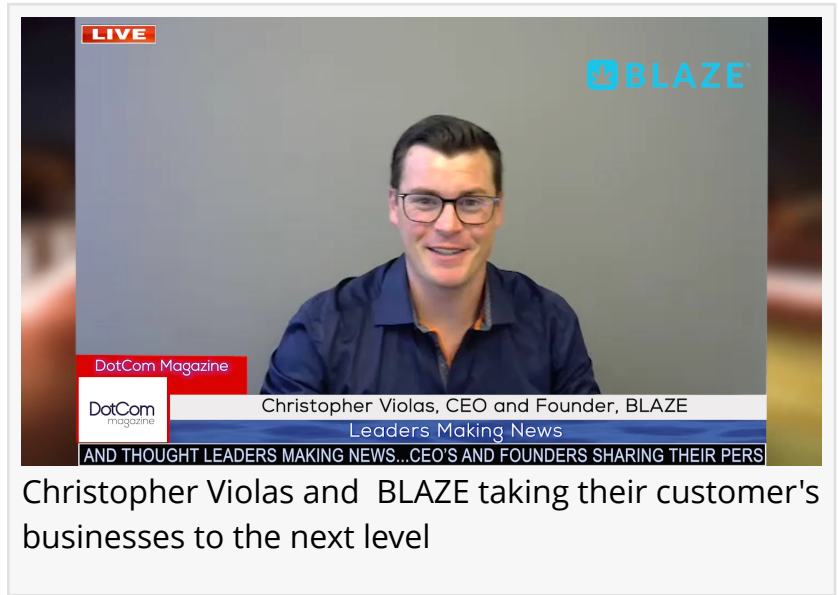 LIVE
BLAZE
DotCom Magazine
DotCom
magazine
Christopher Violas, CEO and Founder, BLAZE
Leaders Making News
AND THOUGHT LEADERS MAKING NEWS...CEO'S AND FOUNDERS SHARING THEIR PERS
Christopher Violas and  BLAZE taking their customer's
businesses to the next level